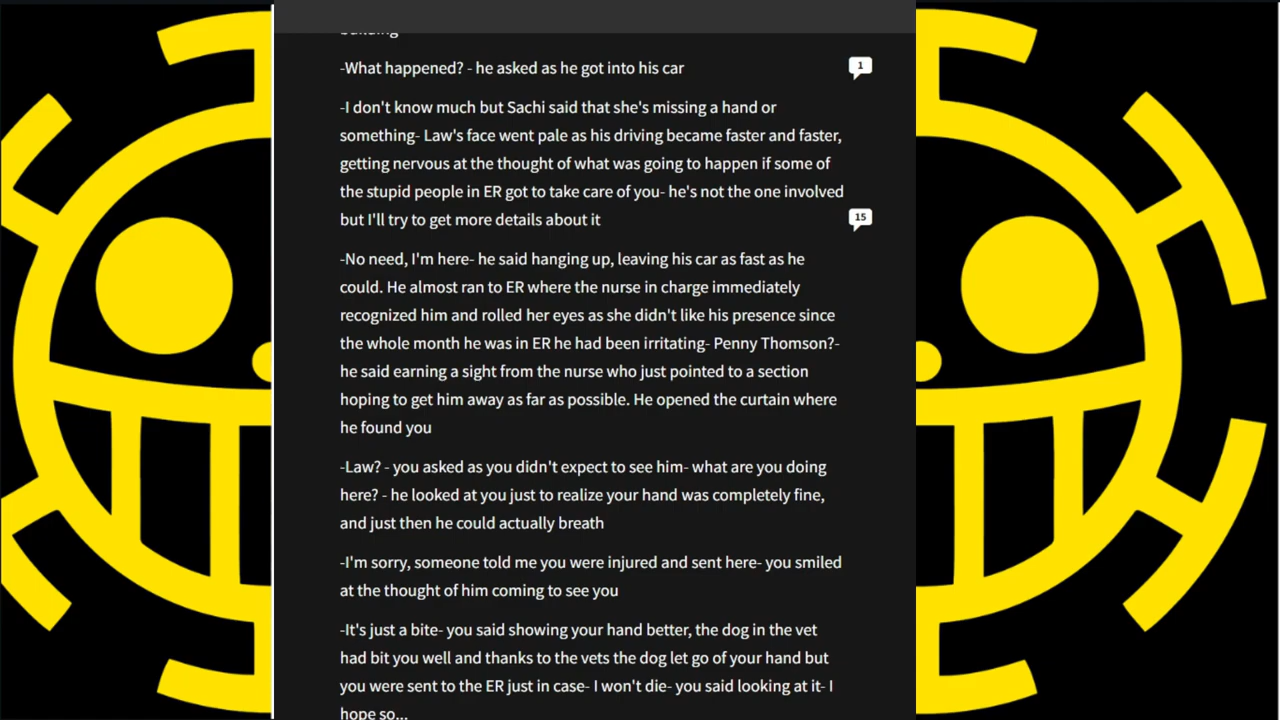 building
-What happened? - he asked as he got into his car
1
-I don't know much but Sachi said that she's missing a hand or
something- Law's face went pale as his driving became faster and faster,
getting nervous at the thought of what was going to happen if some of
the stupid people in ER got to take care of you- he's not the one involved
but I'll try to get more details about it
15
-No need, I'm here- he said hanging up, leaving his car as fast as he
could. He almost ran to ER where the nurse in charge immediately
recognized him and rolled her eyes as she didn't like his presence since
the whole month he was in ER he had been irritating- Penny Thomson?-
he said earning a sight from the nurse who just pointed to a section
hoping to get him away as far as possible. He opened the curtain where
he found you
-Law? - you asked as you didn't expect to see him- what are you doing
here? - he looked at you just to realize your hand was completely fine,
and just then he could actually breath
-I'm sorry, someone told me you were injured and sent here- you smiled
at the thought of him coming to see you
-It's just a bite- you said showing your hand better, the dog in the vet
had bit you well and thanks to the vets the dog let go of your hand but
you were sent to the ER just in case- I won't die- you said looking at it- I
hope so...